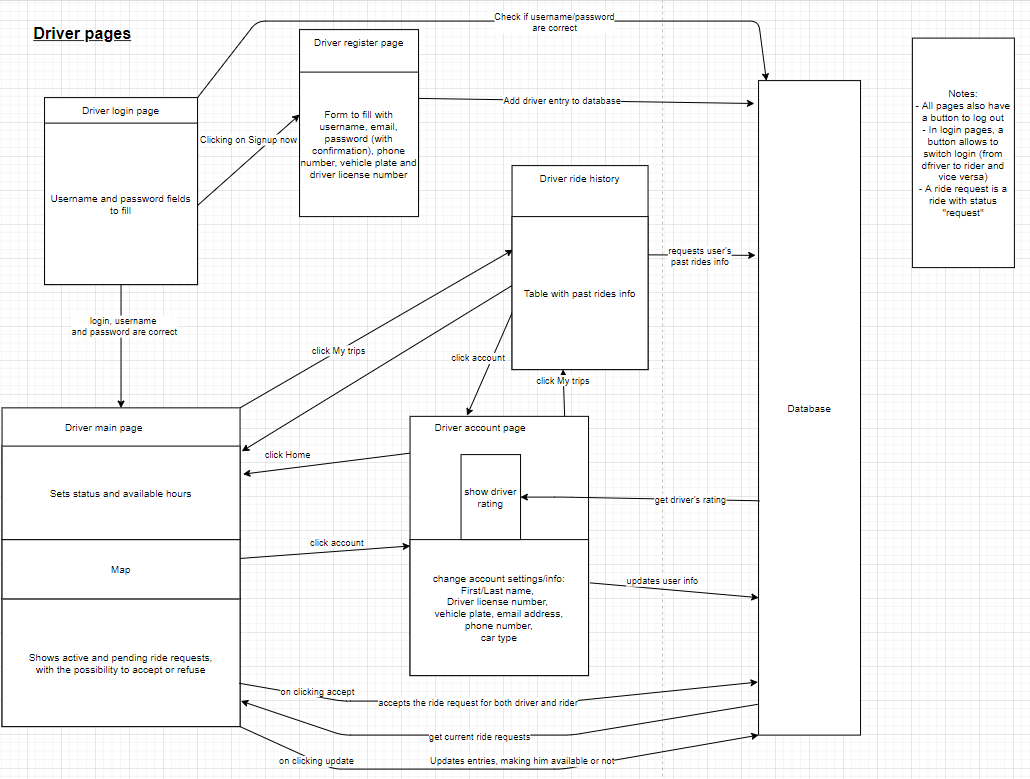 Driver pages
Check if username/password
are correct
Driver register page
Form to fill with
username, email,
password (with
confirmation), phone
number, vehicle plate and
driver license number
Add driver entry to database
Driver login page
Username and password fields
to fill
Clicking on Signup now
login, username
and password are correct
Notes:
- All pages also have
a button to log out
- In login pages, a
button allows to
switch login (from
dfriver to rider and
vice versa)
- A ride request is a
ride with status
"request"
Driver ride history
Table with past rides info
requests user's
past rides info
click My trips
click account
click My trips
Database
Driver main page
Sets status and available hours
Map
Shows active and pending ride requests,
with the possibility to accept or refuse
click Home
click account
Driver account page
show driver
rating
get driver's rating
change account settings/info:
First/Last name,
Driver license number,
vehicle plate, email address,
phone number,
car type
updates user info
on clicking accept
accepts the ride request for both driver and rider
get current ride requests
on clicking update
Updates entries, making him available or not